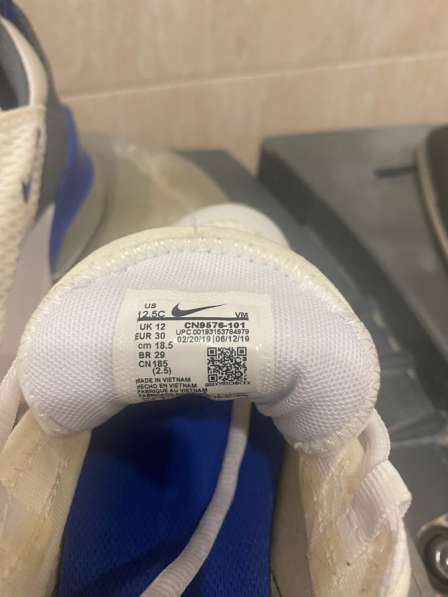 US
12.5C
VM
UK 12
EUR 30
cm 18.5
BR 29
CN 185
(2.5)
CN9576-101
UPC 00193153784979
02/20/19 | 06/12/19
MADE IN VIETNAM
HECHO EN VIETNAM
FABRIQUE AU VIETNAM